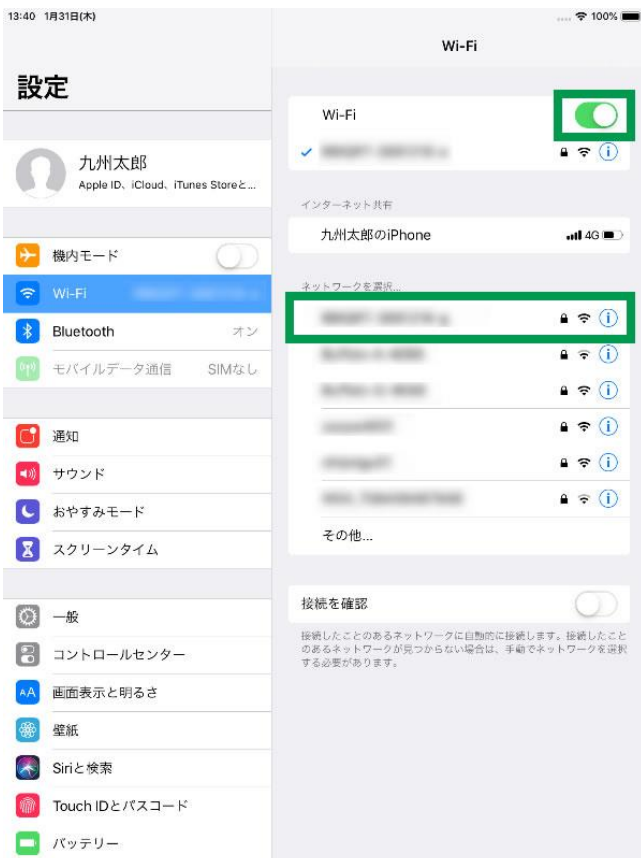 13:40 1月31日(木)
100%
設定
九州太郎
Apple ID、iCloud、iTunes Storeと...
機内モード
Wi-Fi
Bluetooth
オン
モバイルデータ通信
SIMなし
通知
サウンド
おやすみモード
スクリーンタイム
一般
コントロールセンター
AA
画面表示と明るさ
壁紙
Siriと検索
Touch IDとパスコード
バッテリー
Wi-Fi
Wi-Fi
インターネット共有
九州太郎のiPhone
4G
ネットワークを選択...
その他...
接続を確認
接続したことのあるネットワークに自動的に接続します。接続したこと
のあるネットワークが見つからない場合は、手動でネットワークを選択
する必要があります。